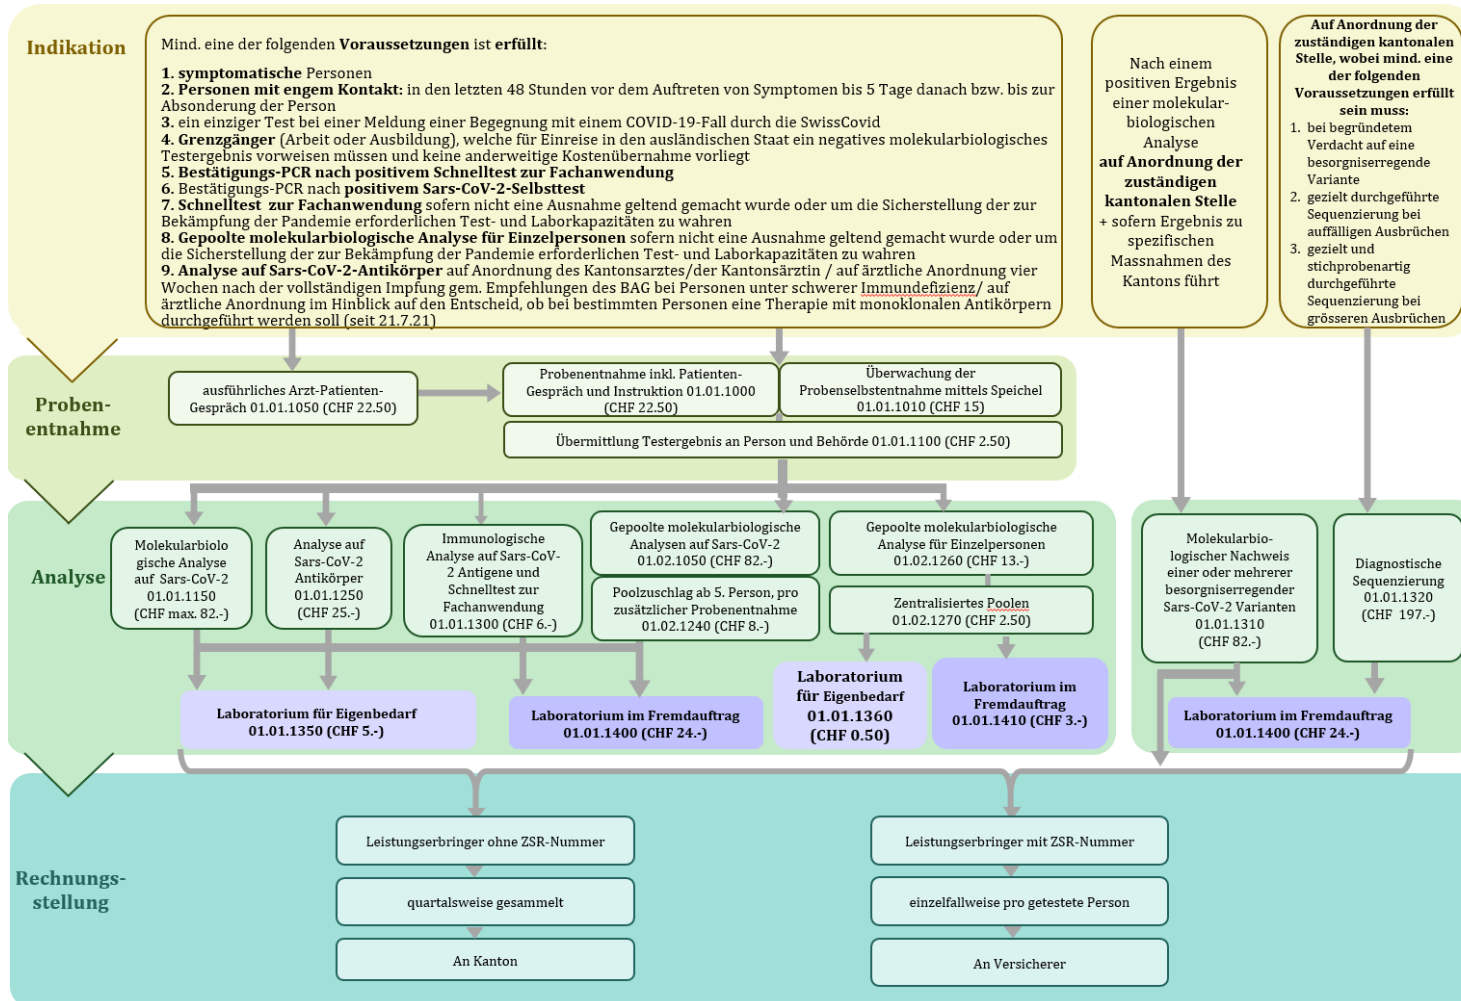 Indikation
Mind. eine der folgenden Voraussetzungen ist erfüllt:
1. symptomatische Personen
2. Personen mit engem Kontakt: in den letzten 48 Stunden vor dem Auftreten von Symptomen bis 5 Tage danach bzw. bis zur
Absonderung der Person
3. ein einziger Test bei einer Meldung einer Begegnung mit einem COVID-19-Fall durch die SwissCovid
4. Grenzgänger (Arbeit oder Ausbildung), welche für Einreise in den ausländischen Staat ein negatives molekularbiologisches
Testergebnis vorweisen müssen und keine anderweitige Kostenübernahme vorliegt
5. Bestätigungs-PCR nach positivem Schnelltest zur Fachanwendung
6. Bestätigungs-PCR nach positivem Sars-CoV-2-Selbsttest
7. Schnelltest zur Fachanwendung sofern nicht eine Ausnahme geltend gemacht wurde oder um die Sicherstellung der zur
Bekämpfung der Pandemie erforderlichen Test- und Laborkapazitäten zu wahren
8. Gepoolte molekularbiologische Analyse für Einzelpersonen sofern nicht eine Ausnahme geltend gemacht wurde oder um
die Sicherstellung der zur Bekämpfung der Pandemie erforderlichen Test- und Laborkapazitäten zu wahren
9. Analyse auf Sars-CoV-2-Antikörper auf Anordnung des Kantonsarztes/der Kantonsärztin / auf ärztliche Anordnung vier
Wochen nach der vollständigen Impfung gem. Empfehlungen des BAG bei Personen unter schwerer Immundefizienz/ auf
ärztliche Anordnung im Hinblick auf den Entscheid, ob bei bestimmten Personen eine Therapie mit monoklonalen Antikörpern
durchgeführt werden soll (seit 21.7.21)
Nach einem
positiven Ergebnis
einer molekular-
biologischen
Analyse
auf Anordnung der
zuständigen
kantonalen Stelle
+ sofern Ergebnis zu
spezifischen
Massnahmen des
Kantons führt
Auf Anordnung der
zuständigen kantonalen
Stelle, wobei mind. eine
der folgenden
Voraussetzungen erfüllt
sein muss:
1. bei begründetem
Verdacht auf eine
besorgniserregende
Variante
2. gezielt durchgeführte
Sequenzierung bei
auffälligen Ausbrüchen
3. gezielt und
stichprobenartig
durchgeführte
Sequenzierung bei
grösseren Ausbrüchen
Proben-
entnahme
ausführliches Arzt-Patienten-
Gespräch 01.01.1050 (CHF 22.50)
Probenentnahme inkl. Patienten-
Gespräch und Instruktion 01.01.1000
(CHF 22.50)
Überwachung der
Probenselbstentnahme mittels Speichel
01.01.1010 (CHF 15)
Übermittlung Testergebnis an Person und Behörde 01.01.1100 (CHF 2.50)
Analyse
Molekularbiolo
gische Analyse
auf Sars-CoV-2
01.01.1150
(CHF max. 82.-)
Analyse auf
Sars-CoV-2
Antikörper
01.01.1250
(CHF 25.-)
Immunologische
Analyse auf Sars-CoV-
2 Antigene und
Schnelltest zur
Fachanwendung
01.01.1300 (CHF 6.-)
Gepoolte molekularbiologische
Analysen auf Sars-CoV-2
01.02.1050 (CHF 82.-)
Poolzuschlag ab 5. Person, pro
zusätzlicher Probenentnahme
01.02.1240 (CHF 8.-)
Gepoolte molekularbiologische
Analyse für Einzelpersonen
01.02.1260 (CHF 13.-)
Zentralisiertes Poolen
01.02.1270 (CHF 2.50)
Molekularbio-
logischer Nachweis
einer oder mehrerer
besorgniserregender
Sars-CoV-2 Varianten
01.01.1310
(CHF 82.-)
Diagnostische
Sequenzierung
01.01.1320
(CHF 197.-)
Laboratorium für Eigenbedarf
01.01.1350 (CHF 5.-)
Laboratorium im Fremdauftrag
01.01.1400 (CHF 24.-)
Laboratorium
für Eigenbedarf
01.01.1360
(CHF 0.50)
Laboratorium im
Fremdauftrag
01.01.1410 (CHF 3.-)
Laboratorium im Fremdauftrag
01.01.1400 (CHF 24.-)
Rechnungs-
stellung
Leistungserbringer ohne ZSR-Nummer
quartalsweise gesammelt
An Kanton
Leistungserbringer mit ZSR-Nummer
einzelfallweise pro getestete Person
An Versicherer